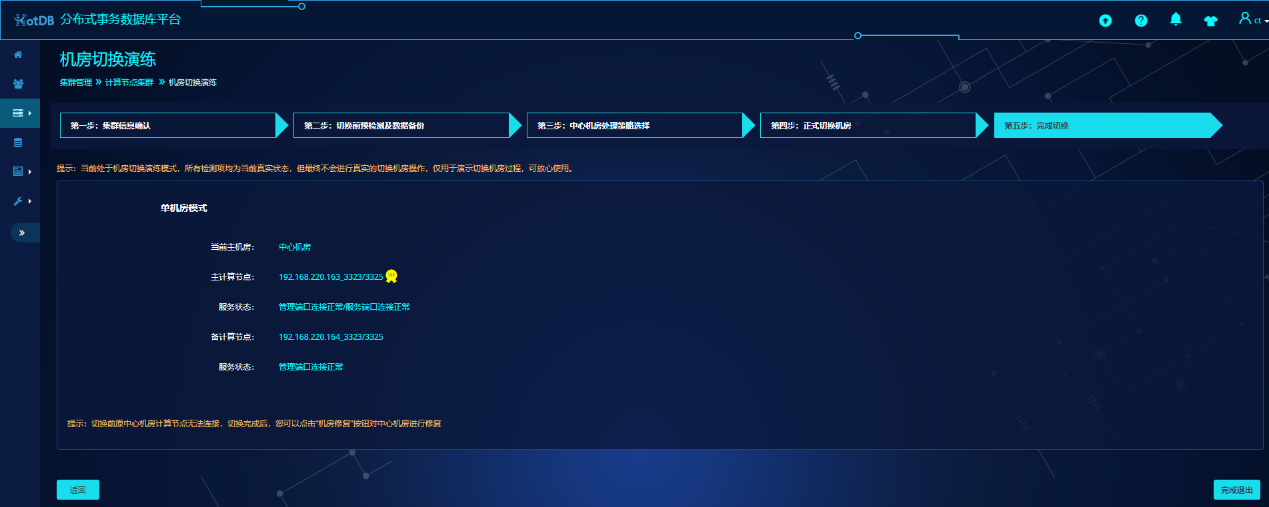 HotDB 分布式事务数据库平台
ct
机房切换演练
集群管理 » 计算节点集群 » 机房切换演练
第一步：集群信息确认
第二步：切换前预检测及数据备份
第三步：中心机房处理策略选择
第四步：正式切换机房
第五步：完成切换
提示：当前处于机房切换演练模式，所有检测项均为当前真实状态，但最终不会进行真实的切换机房操作，仅用于演示切换机房过程，可放心使用。
单机房模式
当前主机房： 中心机房
主计算节点： 192.168.220.163_3323/3325
服务状态： 管理端口连接正常/服务端口连接正常
备计算节点： 192.168.220.164_3323/3325
服务状态： 管理端口连接正常
提示：切换前原中心机房计算节点无法连接，切换完成后，您可以点击"机房修复"按钮对中心机房进行修复
返回
完成退出